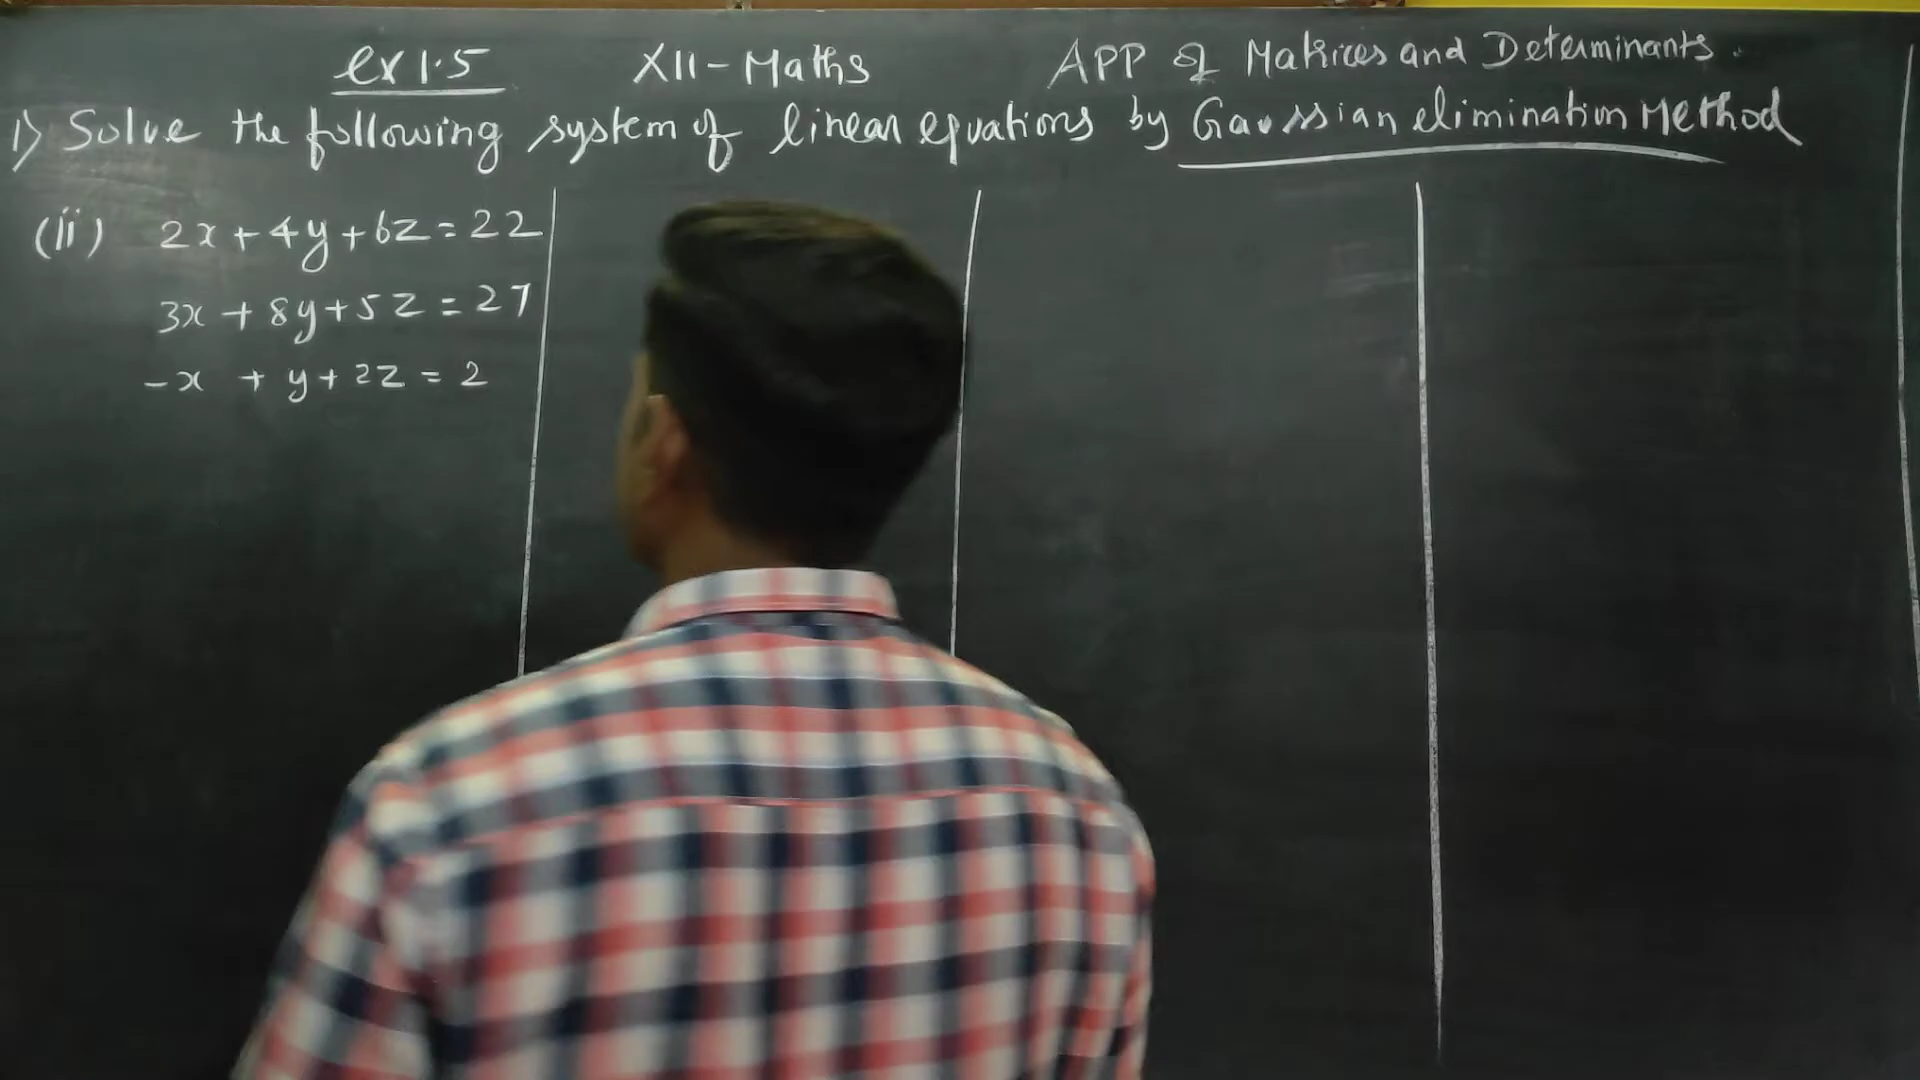 ex 1.5 XII - Maths APP of Matrices and Determinants.
1) Solve the following system of linear equations by Gaussian elimination Method
(ii) 2x + 4y + 6z = 22
3x + 8y + 5z = 27
-x + y + 2z = 2